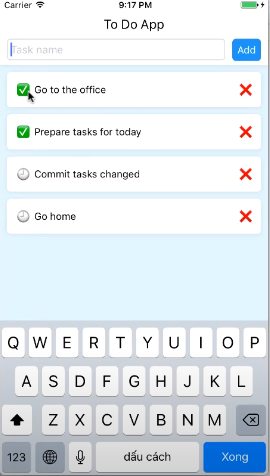 Carrier 9:17 PM
To Do App
Task name
Add
Go to the office
Prepare tasks for today
Commit tasks changed
Go home
Q W E R T Y U I O P
A S D F G H J K L
Z X C V B N M
123 dấu cách Xong